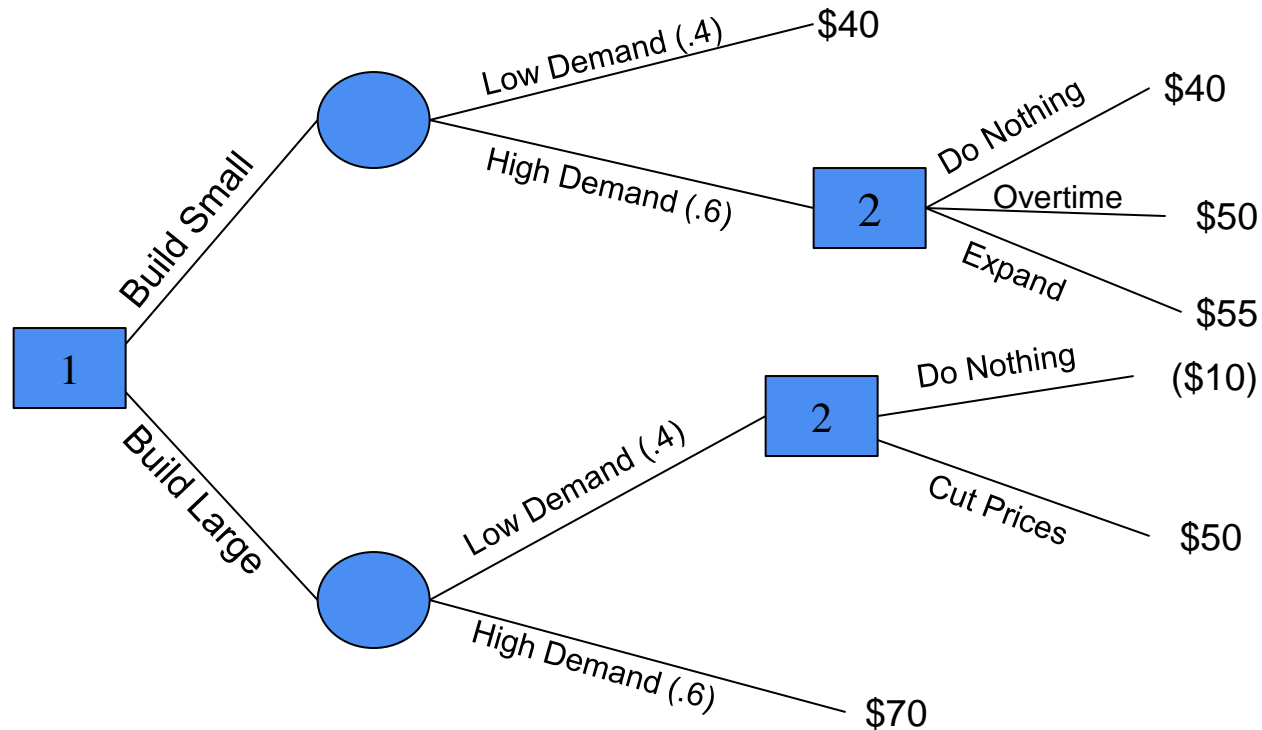 Low Demand (.4)
$40
Build Small
High Demand (.6)
2
Do Nothing
$40
Overtime
$50
Expand
$55
1
Build Large
Low Demand (.4)
2
Do Nothing
($10)
Cut Prices
$50
High Demand (.6)
$70